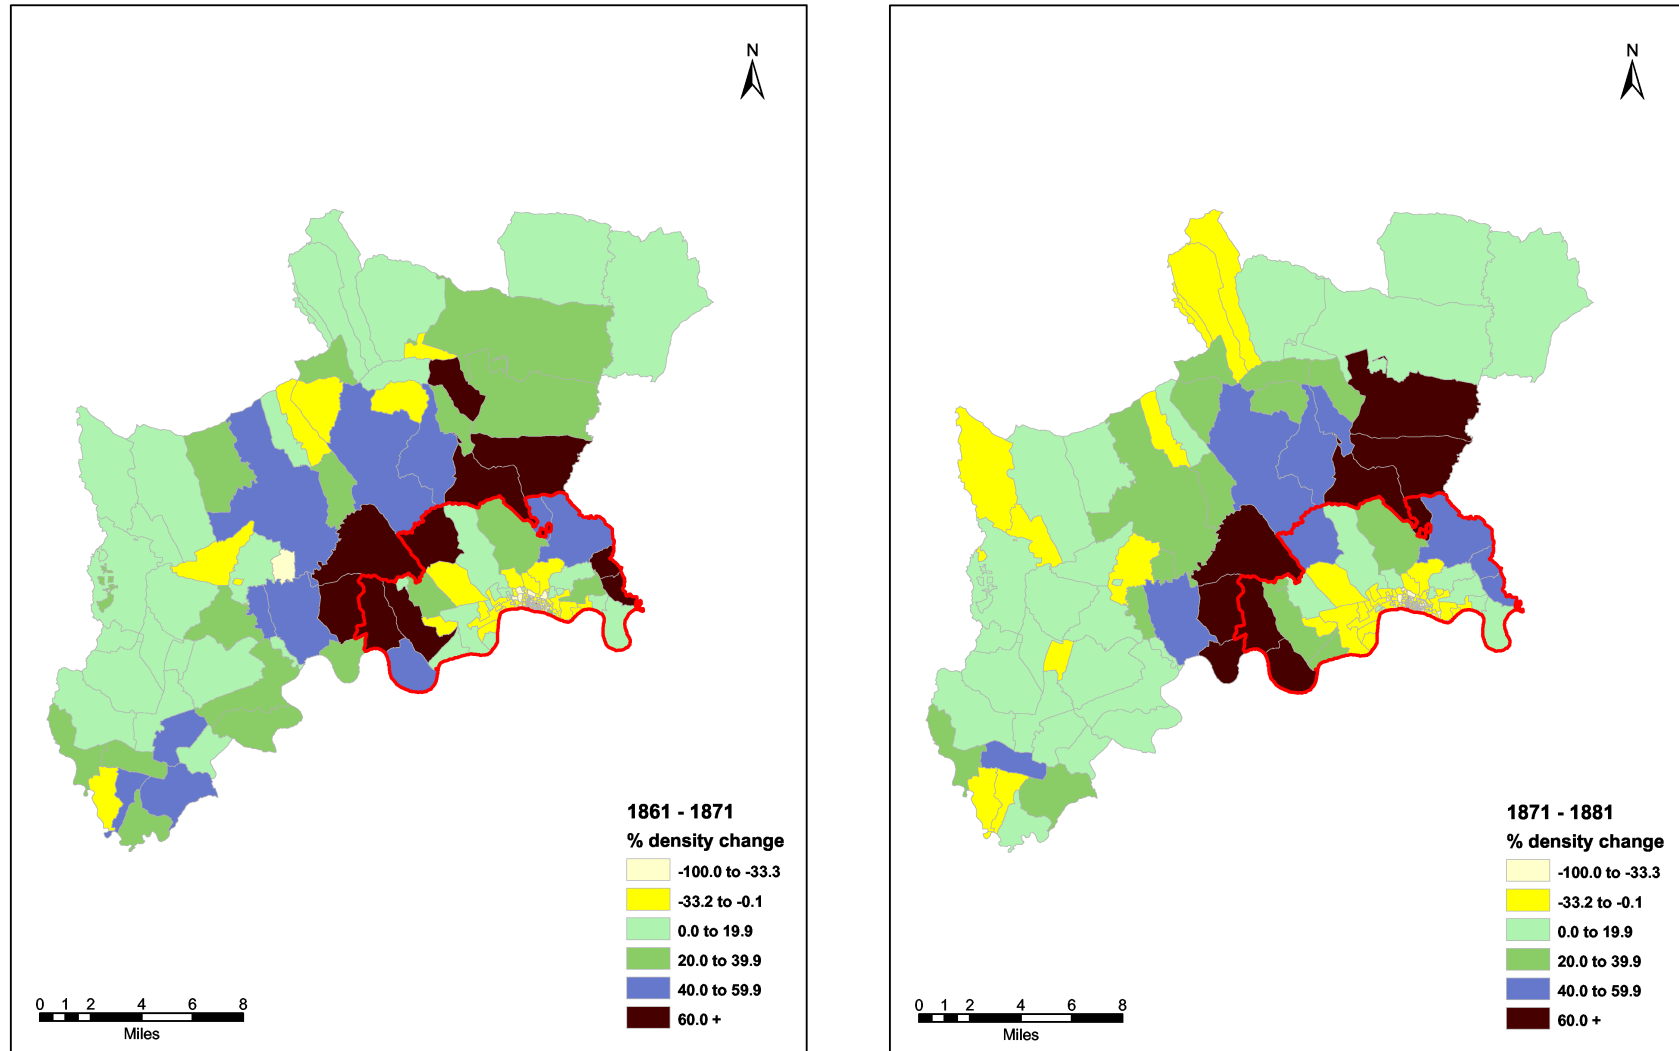 N
1861 - 1871
% density change
-100.0 to -33.3
-33.2 to -0.1
0.0 to 19.9
20.0 to 39.9
40.0 to 59.9
60.0 +
0 1 2 4 6 8
Miles
N
1871 - 1881
% density change
-100.0 to -33.3
-33.2 to -0.1
0.0 to 19.9
20.0 to 39.9
40.0 to 59.9
60.0 +
0 1 2 4 6 8
Miles